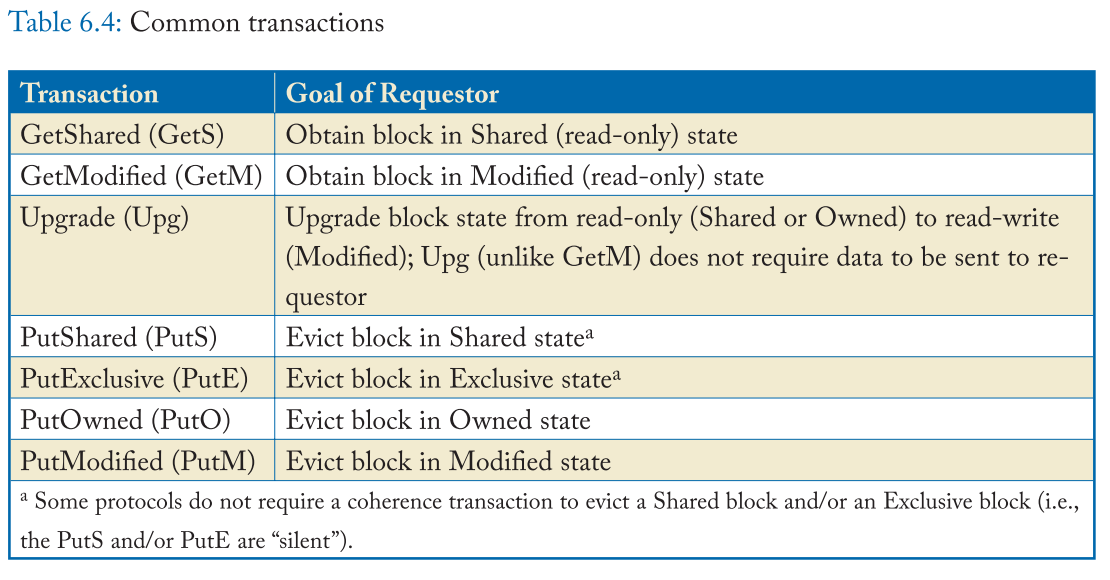 Table 6.4: Common transactions
Transaction Goal of Requestor
GetShared (GetS) Obtain block in Shared (read-only) state
GetModified (GetM) Obtain block in Modified (read-only) state
Upgrade (Upg) Upgrade block state from read-only (Shared or Owned) to read-write
(Modified); Upg (unlike GetM) does not require data to be sent to re-
questor
PutShared (PutS) Evict block in Shared stateᵃ
PutExclusive (PutE) Evict block in Exclusive stateᵃ
PutOwned (PutO) Evict block in Owned state
PutModified (PutM) Evict block in Modified state
ᵃ Some protocols do not require a coherence transaction to evict a Shared block and/or an Exclusive block (i.e.,
the PutS and/or PutE are “silent”).